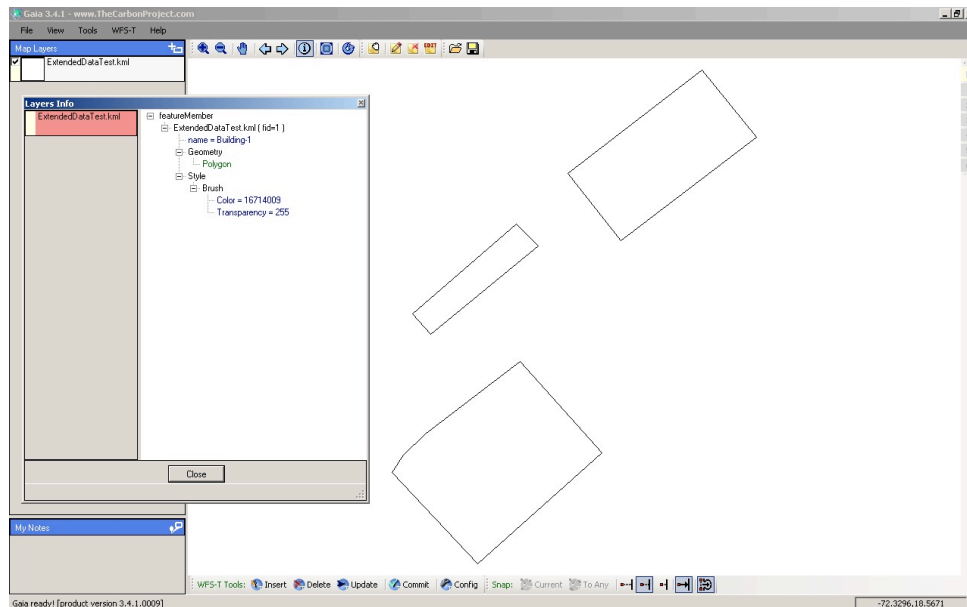 Gaia 3.4.1 - www.TheCarbonProject.com
File View Tools WFS-T Help
Map Layers
ExtendedDataTest.kml
EDIT
Layers Info
ExtendedDataTest.kml
featureMember
ExtendedDataTest.kml ( fid=1 )
name = Building-1
Geometry
Polygon
Style
Brush
Color = 16714009
Transparency = 255
Close
My Notes
WFS-T Tools: Insert Delete Update Commit Config Snap: Current To Any
Gaia ready! [product version 3.4.1.0009]
-72.3296,18.5671